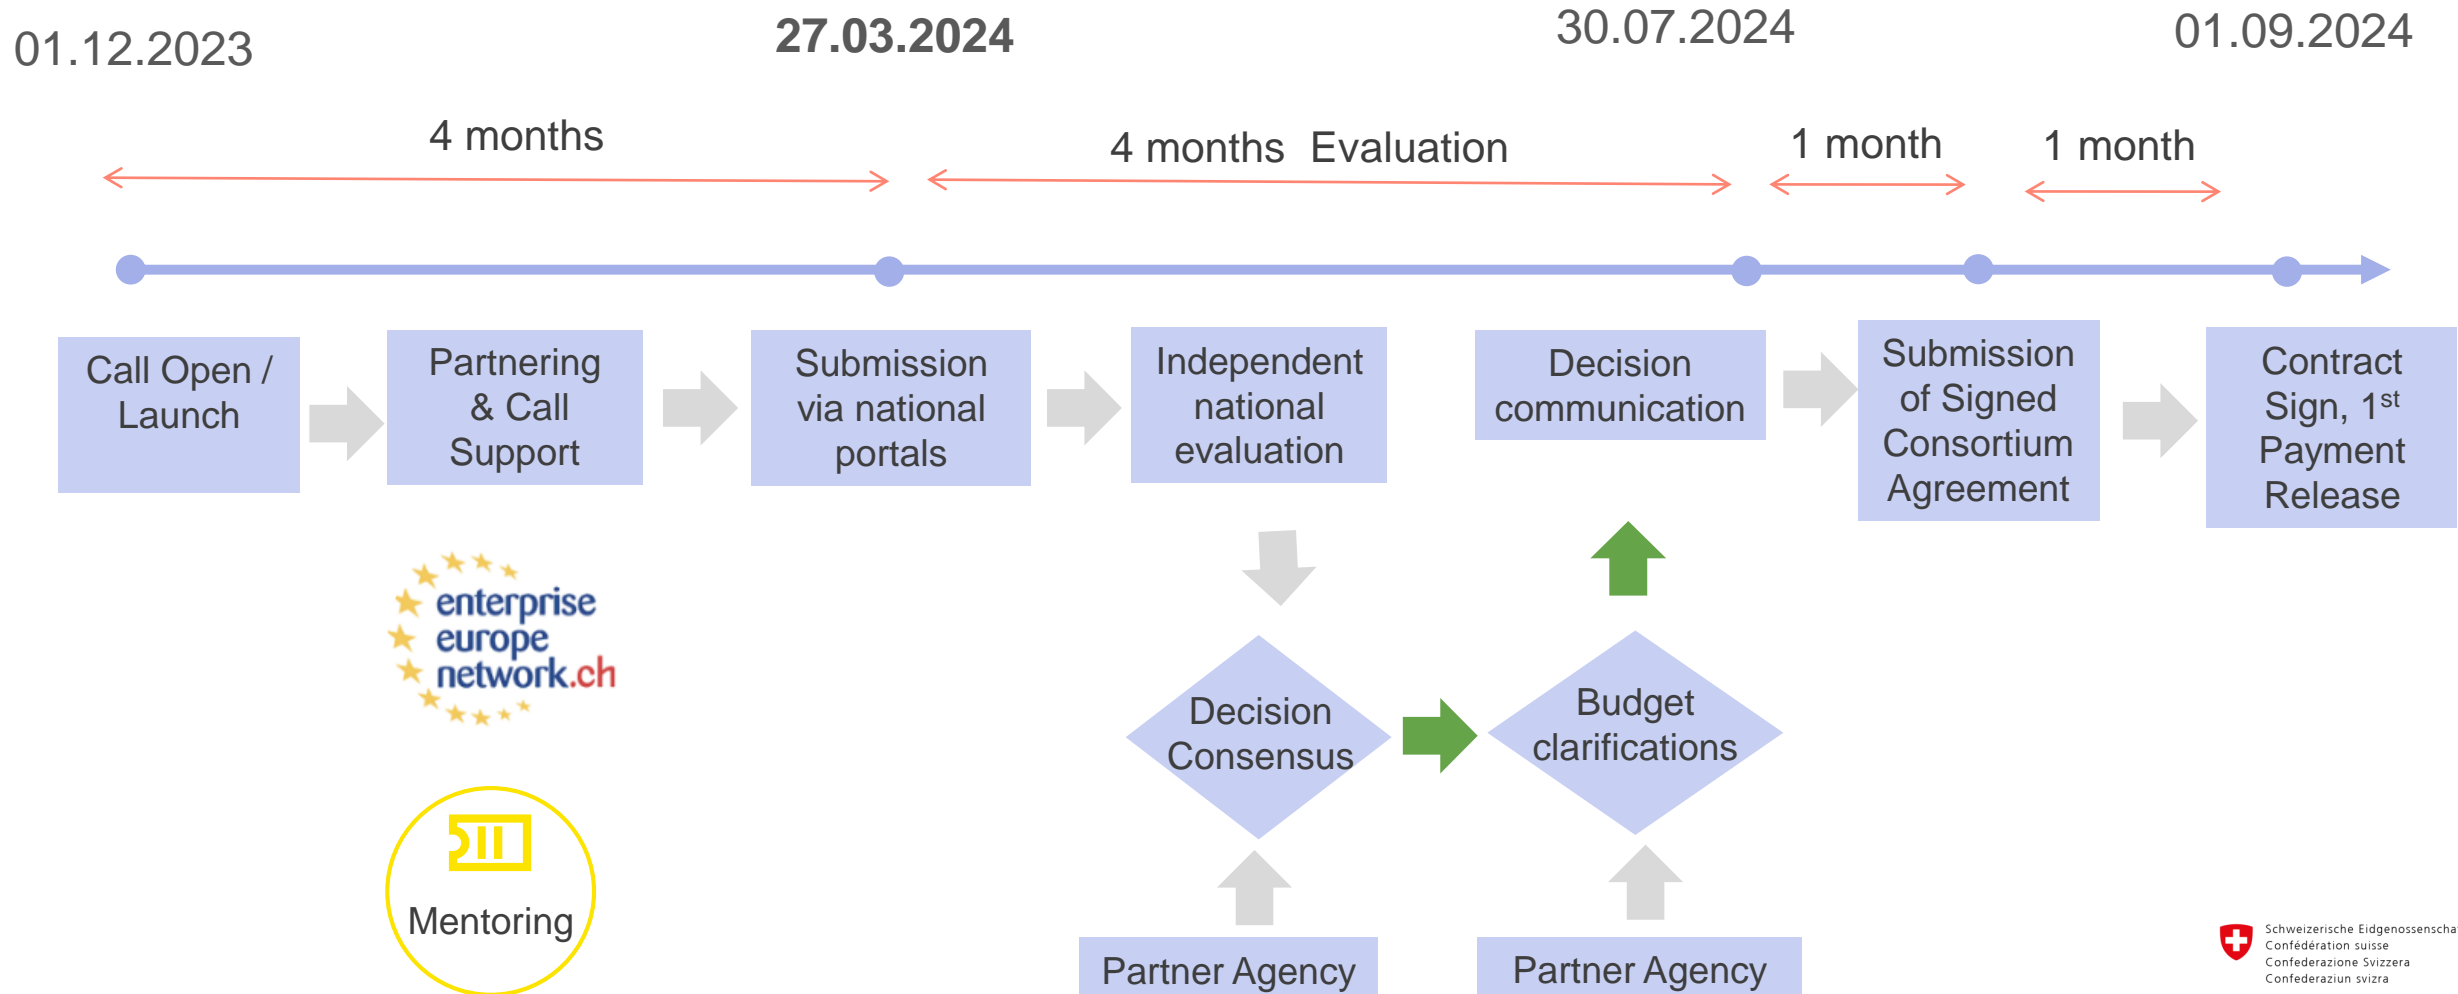 01.12.2023
27.03.2024
30.07.2024
01.09.2024
4 months
4 months Evaluation
1 month
1 month
Call Open /
Launch
Partnering
& Call
Support
Submission
via national
portals
Independent
national
evaluation
Decision
communication
Submission
of Signed
Consortium
Agreement
Contract
Sign, 1st
Payment
Release
enterprise
europe
network.ch
Decision
Consensus
Budget
clarifications
Mentoring
Partner Agency
Partner Agency
Schweizerische Eidgenossenscha
Confédération suisse
Confederazione Svizzera
Confederaziun svizra